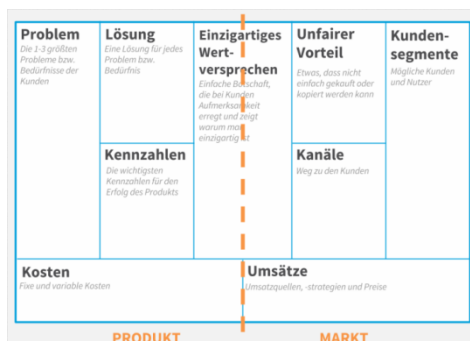 Problem
Die 1-3 größten
Probleme bzw.
Bedürfnisse der
Kunden
Lösung
Eine Lösung für jedes
Problem bzw.
Bedürfnis
Kennzahlen
Die wichtigsten
Kennzahlen für den
Erfolg des Produkts
Einzigartiges
Wert-
versprechen
Einfache Botschaft,
die bei Kunden
Aufmerksamkeit
erregt und zeigt
warum man
einzigartig ist
Unfairer
Vorteil
Etwas, dass nicht
einfach gekauft oder
kopiert werden kann
Kanäle
Weg zu den Kunden
Kunden-
segmente
Mögliche Kunden
und Nutzer
Kosten
Fixe und variable Kosten
Umsätze
Umsatzquellen, -strategien und Preise
PRODUKT
MARKT